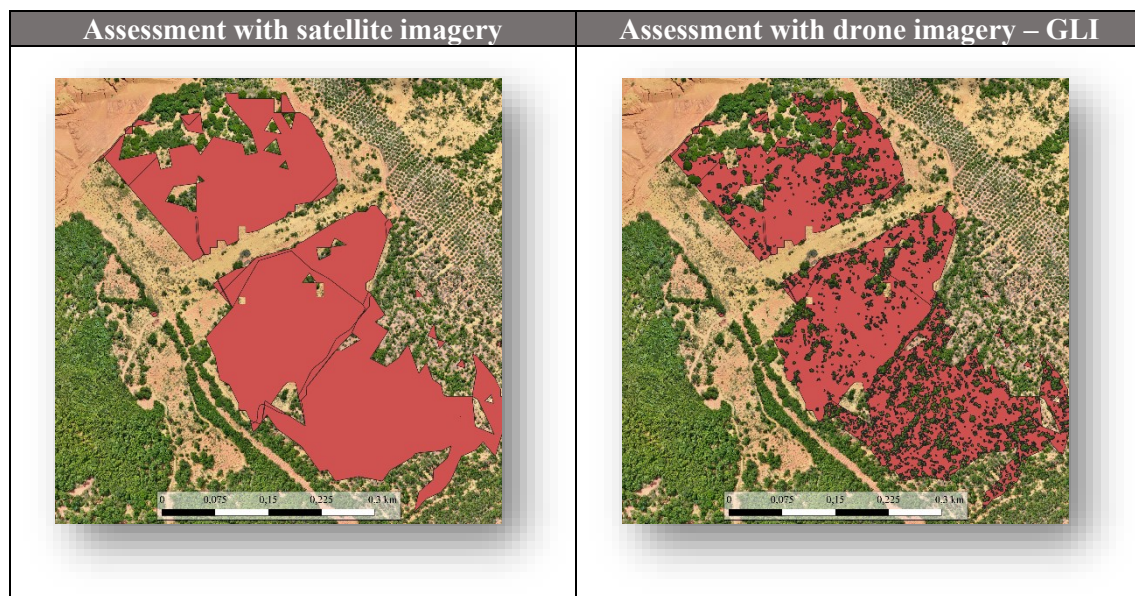 Assessment with satellite imagery
Assessment with drone imagery – GLI
0 0,075 0,15 0,225 0,3 km
0 0,075 0,15 0,225 0,3 km